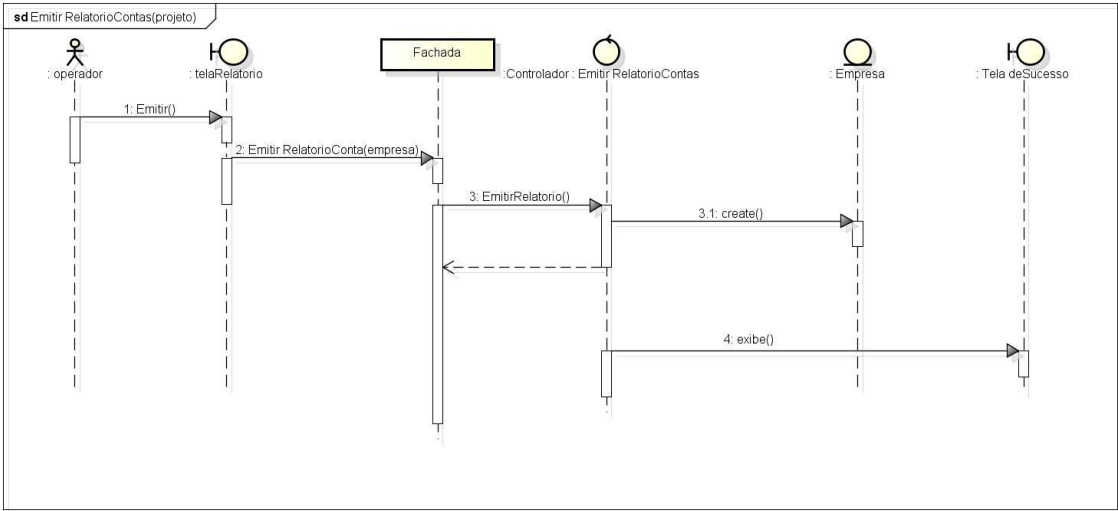 sd Emitir RelatorioContas(projeto)
Fachada
: operador
: telaRelatorio
:Controlador : Emitir RelatorioContas
: Empresa
: Tela deSucesso
1: Emitir()
2: Emitir RelatorioConta(empresa)
3: EmitirRelatorio()
3.1: create()
4: exibe()